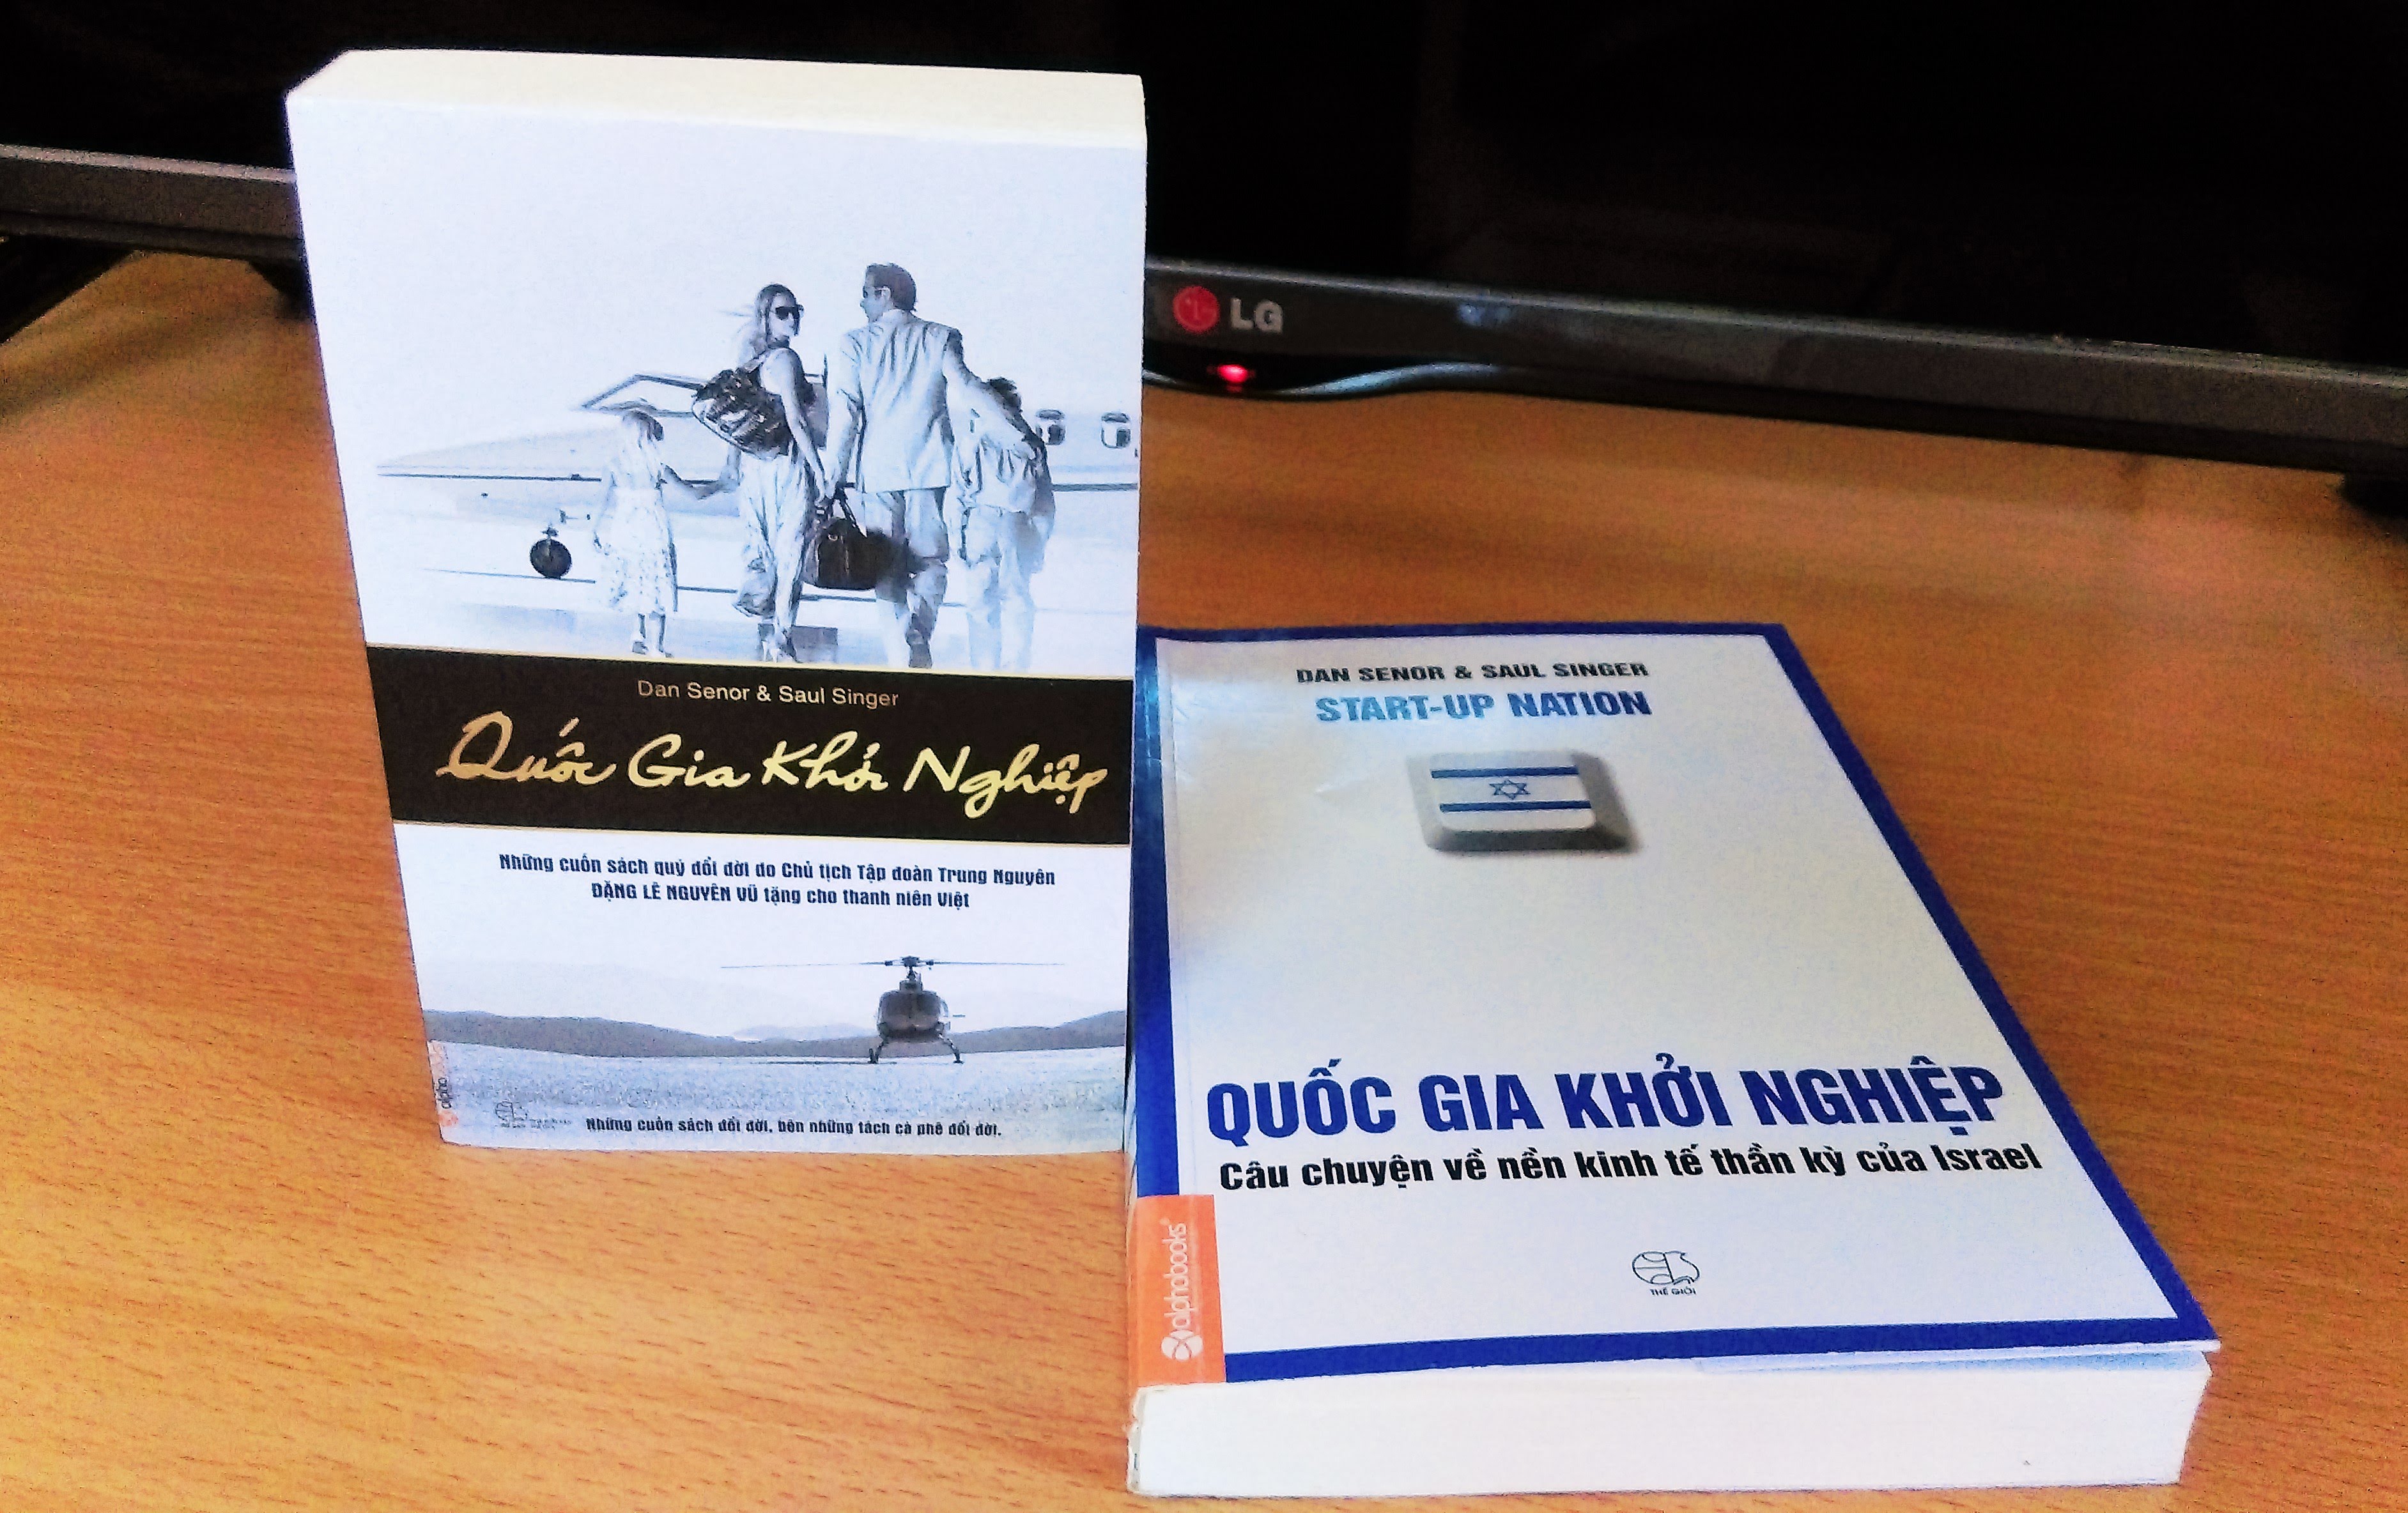 Dan Senor & Saul Singer
Quốc Gia Khởi Nghiệp
Những cuốn sách quý đổi đời do Chủ tịch Tập đoàn Trung Nguyên
ĐẶNG LÊ NGUYÊN VŨ tặng cho thanh niên Việt
Những cuốn sách đổi đời, bên những tách cà phê đổi đời.
LG
DAN SENOR & SAUL SINGER
START-UP NATION
QUỐC GIA KHỞI NGHIỆP
Câu chuyện về nền kinh tế thần kỳ của Israel
alphabooks®
THẾ GIỚI